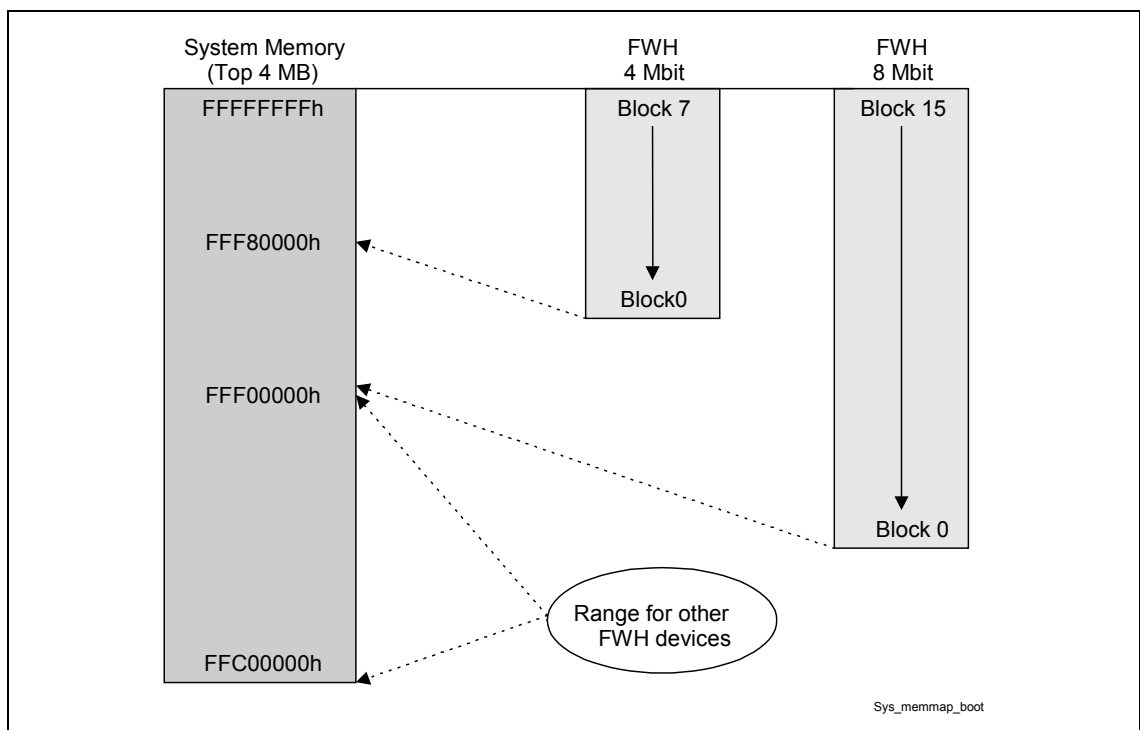 System Memory
(Top 4 MB)
FWH
4 Mbit
FWH
8 Mbit
FFFFFFFFh
Block 7
Block 15
FFF80000h
Block0
FFF00000h
Block 0
Range for other
FWH devices
FFC00000h
Sys_memmap_boot